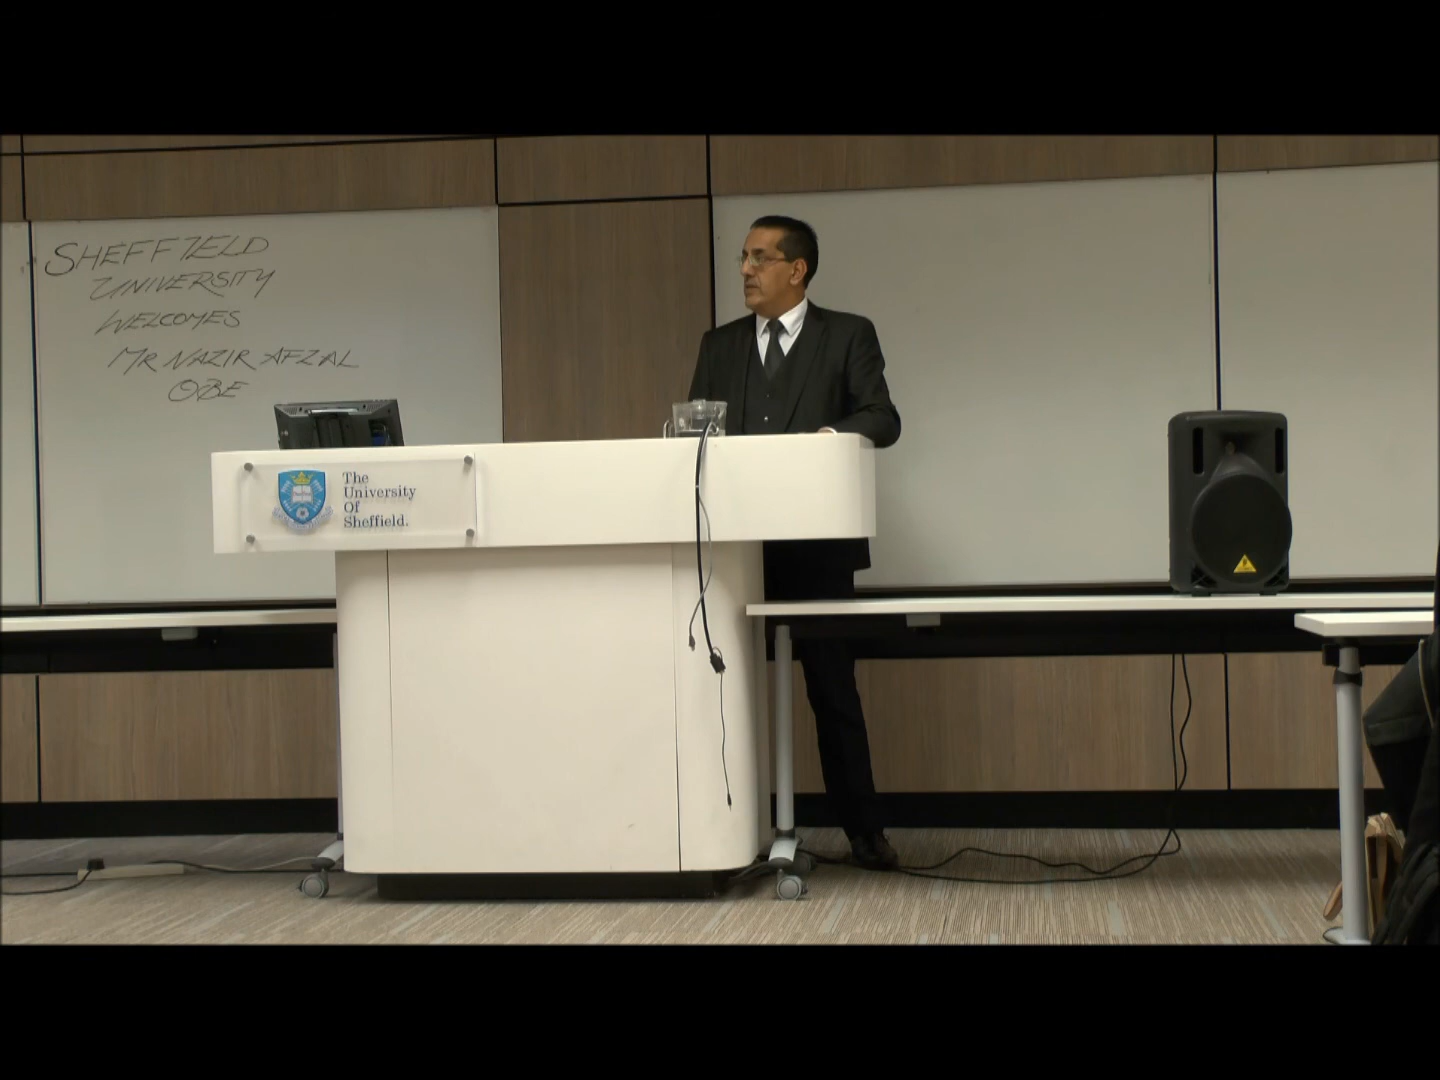 SHEFFIELD
UNIVERSITY
WELCOMES
MR NAZIR AFZAL
OBE
The
University
Of
Sheffield.